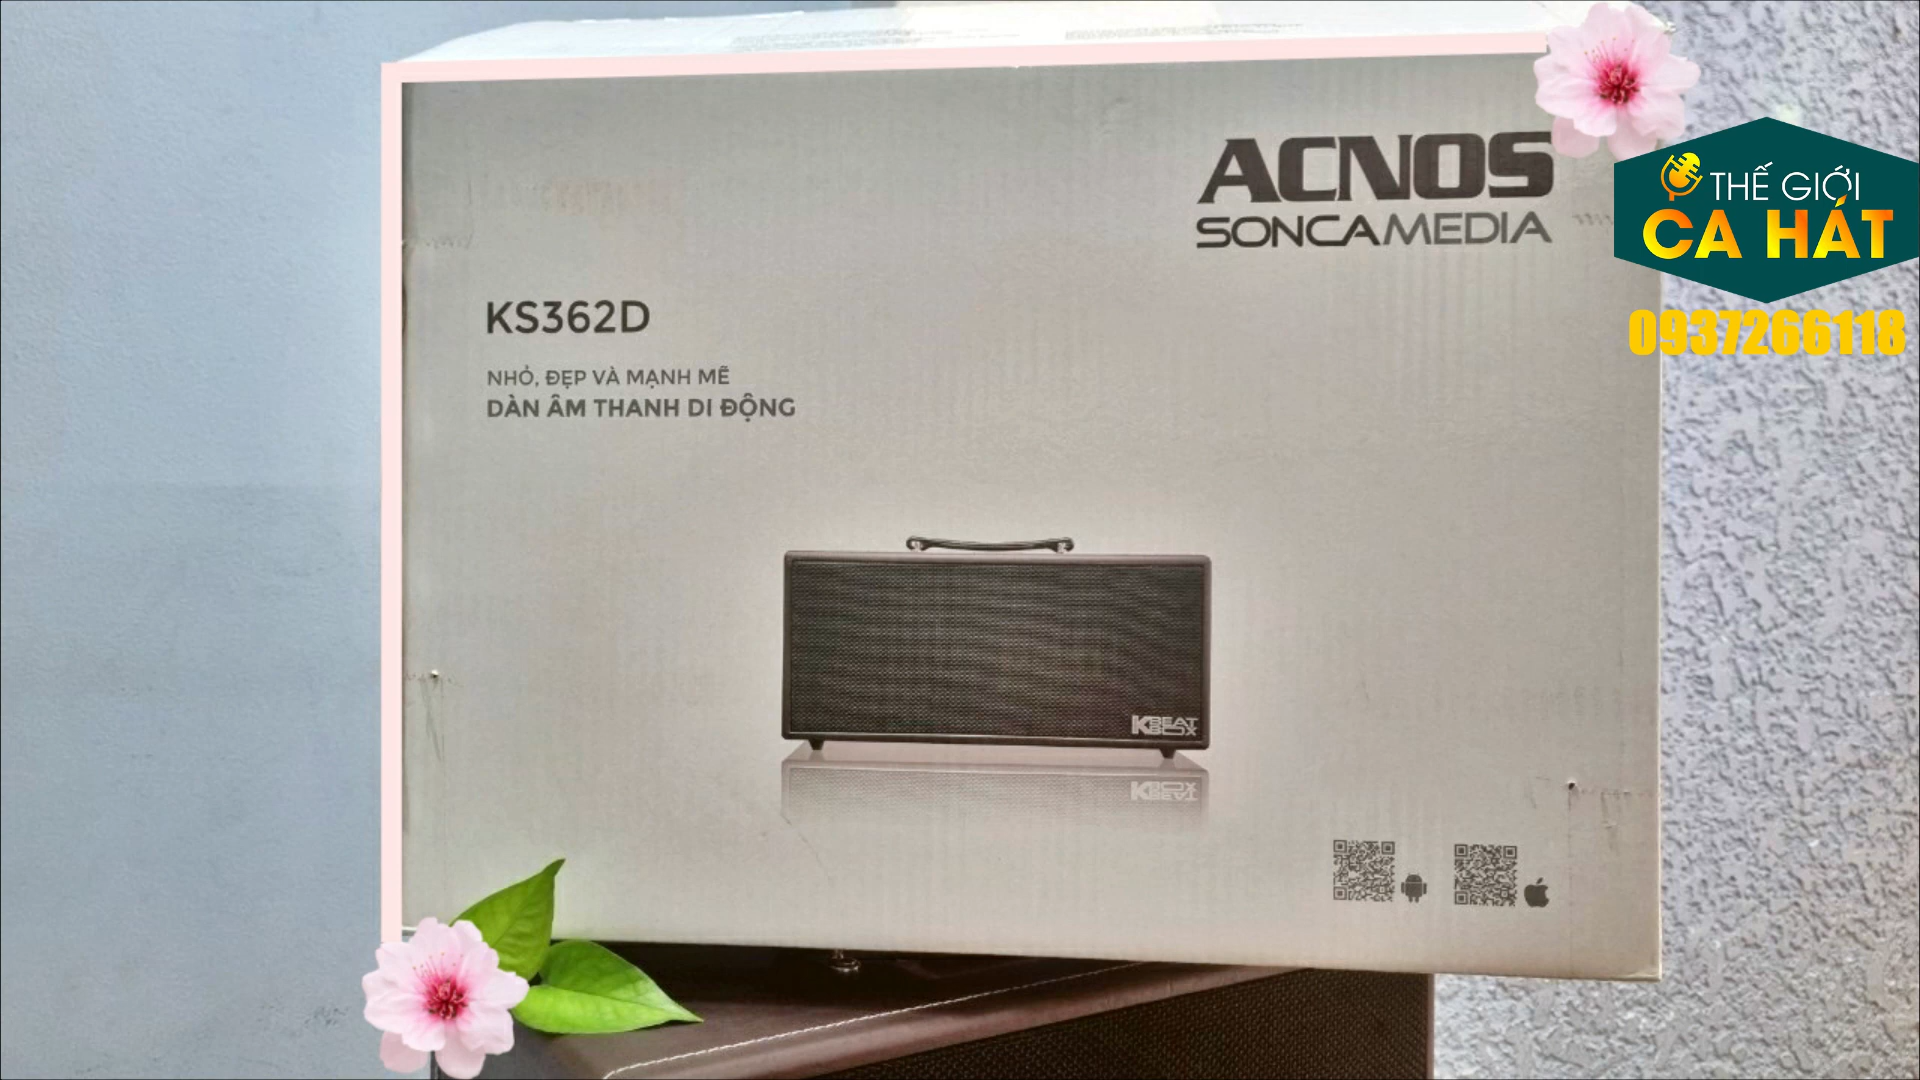 ACNOS
SONCAMEDIA
THẾ GIỚI
CA HÁT
0937266118
KS362D
NHỎ, ĐẸP VÀ MẠNH MẼ
DÀN ÂM THANH DI ĐỘNG
KBEAT
BOX